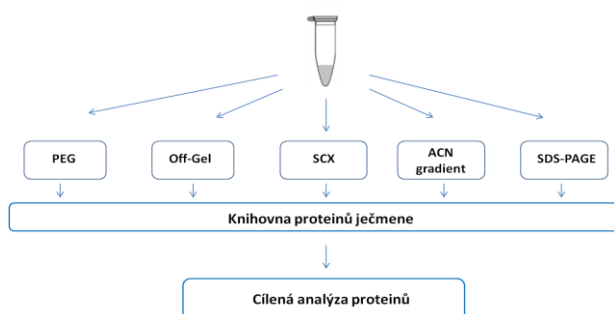 PEG
Off-Gel
SCX
ACN
gradient
SDS-PAGE
Knihovna proteinů ječmene
Cílená analýza proteinů